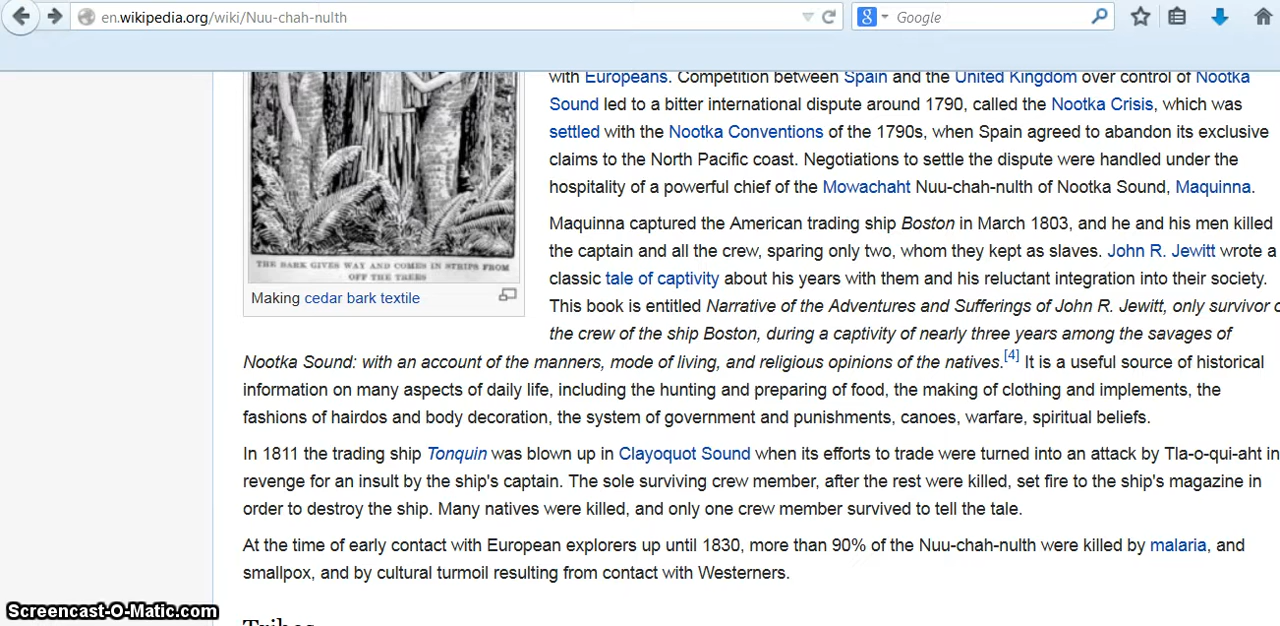 en.wikipedia.org/wiki/Nuu-chah-nulth
Google
with Europeans. Competition between Spain and the United Kingdom over control of Nootka
Sound led to a bitter international dispute around 1790, called the Nootka Crisis, which was
settled with the Nootka Conventions of the 1790s, when Spain agreed to abandon its exclusive
claims to the North Pacific coast. Negotiations to settle the dispute were handled under the
hospitality of a powerful chief of the Mowachaht Nuu-chah-nulth of Nootka Sound, Maquinna.
Maquinna captured the American trading ship Boston in March 1803, and he and his men killed
the captain and all the crew, sparing only two, whom they kept as slaves. John R. Jewitt wrote a
classic tale of captivity about his years with them and his reluctant integration into their society.
This book is entitled Narrative of the Adventures and Sufferings of John R. Jewitt, only survivor o
the crew of the ship Boston, during a captivity of nearly three years among the savages of
Nootka Sound: with an account of the manners, mode of living, and religious opinions of the natives.[4] It is a useful source of historical
information on many aspects of daily life, including the hunting and preparing of food, the making of clothing and implements, the
fashions of hairdos and body decoration, the system of government and punishments, canoes, warfare, spiritual beliefs.
THE BARK GIVES WAY AND COMES IN STRIPS FROM
OFF THE TREES
Making cedar bark textile
In 1811 the trading ship Tonquin was blown up in Clayoquot Sound when its efforts to trade were turned into an attack by Tla-o-qui-aht in
revenge for an insult by the ship's captain. The sole surviving crew member, after the rest were killed, set fire to the ship's magazine in
order to destroy the ship. Many natives were killed, and only one crew member survived to tell the tale.
At the time of early contact with European explorers up until 1830, more than 90% of the Nuu-chah-nulth were killed by malaria, and
smallpox, and by cultural turmoil resulting from contact with Westerners.
Tribes
Screencast-O-Matic.com